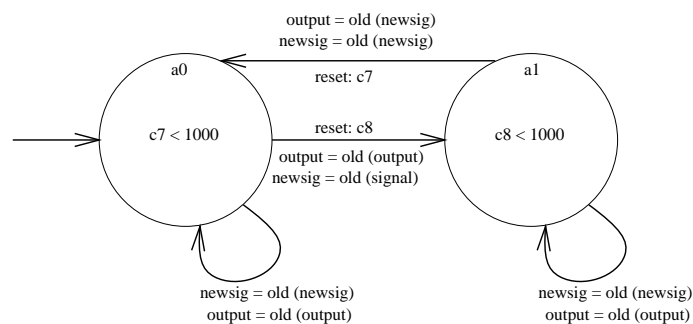 output = old (newsig)
newsig = old (newsig)
reset: c7
a0
a1
c7 < 1000
reset: c8
c8 < 1000
output = old (output)
newsig = old (signal)
newsig = old (newsig)
output = old (output)
newsig = old (newsig)
output = old (output)